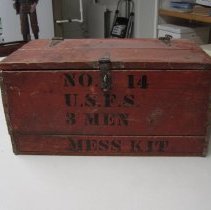 NO. 14
U.S.F.S.
3 MEN
MESS KIT